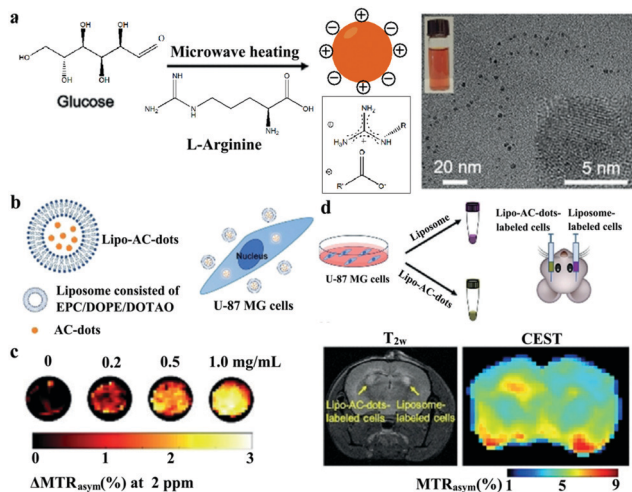 a
Microwave heating
Glucose
L-Arginine
20 nm
5 nm
b
Lipo-AC-dots
Liposome consisted of
EPC/DOPE/DOTAO
AC-dots
Nucleus
U-87 MG cells
d
Liposome
Lipo-AC-dots
U-87 MG cells
Lipo-AC-dots-
labeled cells
Liposome-
labeled cells
c
0 0.2 0.5 1.0 mg/mL
0 1 2 3
ΔMTRasym(%) at 2 ppm
T2w
Lipo-AC-dots-
labeled cells
Liposome-
labeled cells
CEST
MTRasym(%)
1 5 9